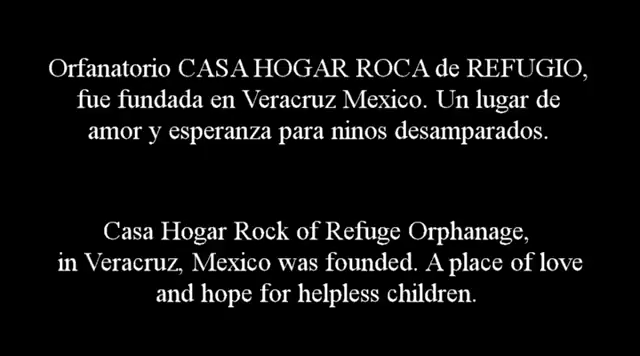 Orfanatorio CASA HOGAR ROCA de REFUGIO,
fue fundada en Veracruz Mexico. Un lugar de
amor y esperanza para ninos desamparados.
Casa Hogar Rock of Refuge Orphanage,
in Veracruz, Mexico was founded. A place of love
and hope for helpless children.